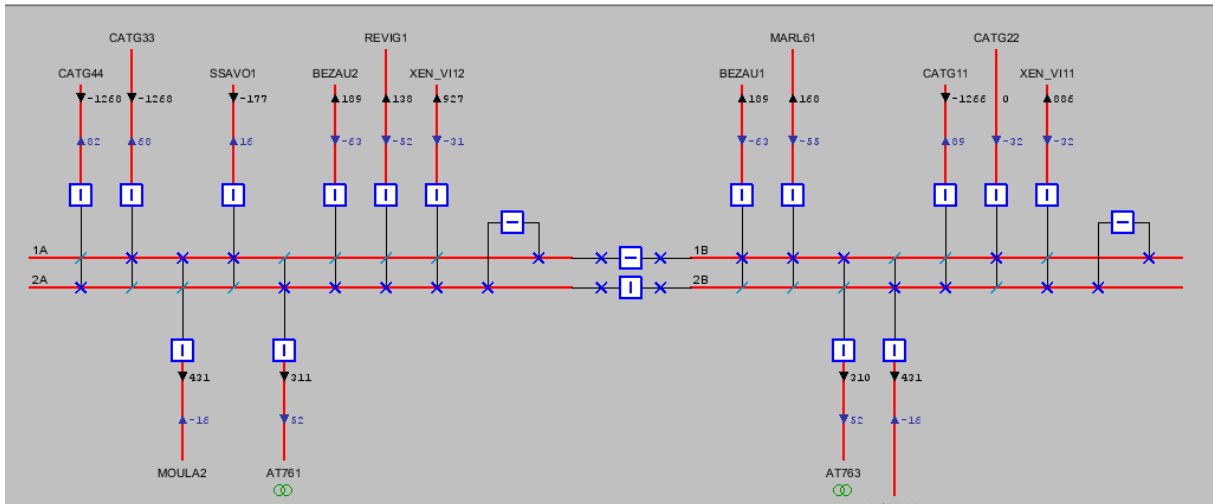 CATG33
REVIG1
MARL61
CATG22
CATG44
SSAVO1
BEZAU2
XEN_VI12
BEZAU1
CATG11
XEN_VI11
-1268
-1268
-177
189
138
927
189
168
-1266
0
886
82
68
16
-63
-52
-31
-63
-55
89
-32
-32
1A
1B
2A
2B
431
311
310
431
-16
52
52
-16
MOULA2
AT761
AT763